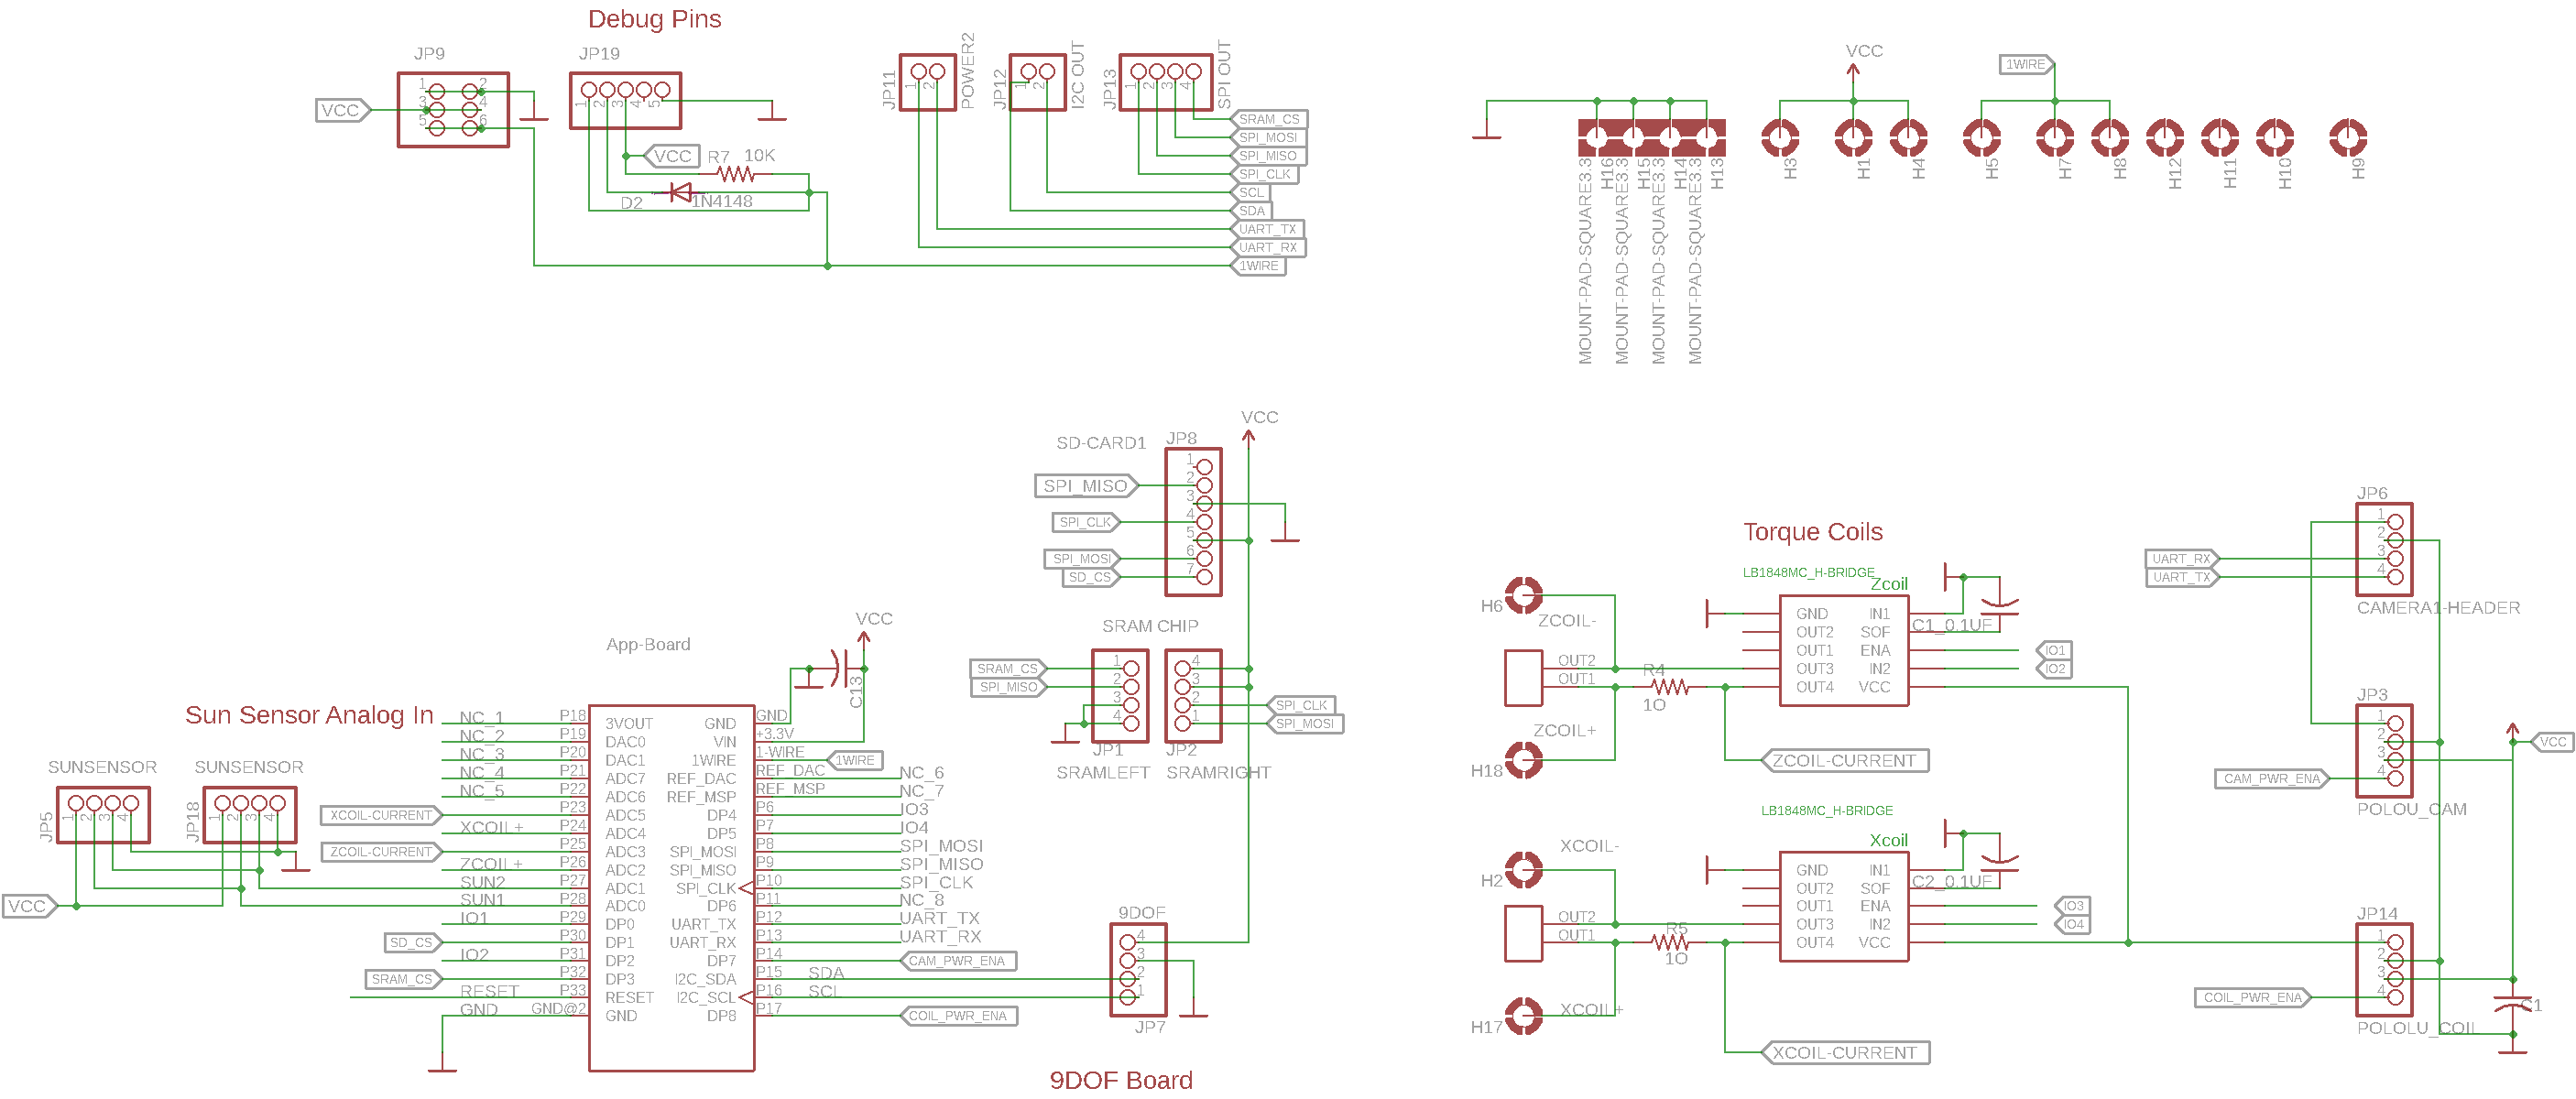 Debug Pins
JP9
1
2
3
4
5
6
VCC
JP19
1
2
3
4
5
VCC
R7
10K
D2
1N4148
JP11
1
2
POWER2
JP12
1
2
I2C OUT
JP13
1
2
3
4
SPI OUT
SRAM_CS
SPI_MOSI
SPI_MISO
SPI_CLK
SCL
SDA
UART_TX
UART_RX
1WIRE
VCC
1WIRE
MOUNT-PAD-SQUARE3.3
H16
MOUNT-PAD-SQUARE3.3
H15
MOUNT-PAD-SQUARE3.3
H14
MOUNT-PAD-SQUARE3.3
H13
H3
H1
H4
H5
H7
H8
H12
H11
H10
H9
Sun Sensor Analog In
SUNSENSOR
JP5
1
2
3
4
SUNSENSOR
JP18
1
2
3
4
VCC
App-Board
VCC
C13
NC_1 P18 3VOUT
NC_2 P19 DAC0
NC_3 P20 DAC1
NC_4 P21 ADC7
NC_5 P22 ADC6
XCOIL-CURRENT P23 ADC5
XCOIL+ P24 ADC4
ZCOIL-CURRENT P25 ADC3
ZCOIL+ P26 ADC2
SUN2 P27 ADC1
SUN1 P28 ADC0
IO1 P29 DP0
SD_CS P30 DP1
IO2 P31 DP2
SRAM_CS P32 DP3
RESET P33 RESET
GND GND@2 GND
GND GND
VIN +3.3V
1WIRE 1-WIRE 1WIRE
REF_DAC REF_DAC NC_6
REF_MSP REF_MSP NC_7
DP4 P6 IO3
DP5 P7 IO4
SPI_MOSI P8 SPI_MOSI
SPI_MISO P9 SPI_MISO
SPI_CLK P10 SPI_CLK
DP6 P11 NC_8
UART_TX P12 UART_TX
UART_RX P13 UART_RX
DP7 P14 CAM_PWR_ENA
I2C_SDA P15 SDA
I2C_SCL P16 SCL
DP8 P17 COIL_PWR_ENA
VCC
SD-CARD1
JP8
1
2
3
4
5
6
7
SPI_MISO
SPI_CLK
SPI_MOSI
SD_CS
SRAM CHIP
SRAM_CS
SPI_MISO
1
2
3
4
JP1
SRAMLEFT
4
3
2
1
SPI_CLK
SPI_MOSI
JP2
SRAMRIGHT
9DOF
4
3
2
1
JP7
9DOF Board
Torque Coils
LB1848MC_H-BRIDGE
Zcoil
H6
ZCOIL-
OUT2
OUT1
ZCOIL+
H18
R4
1O
ZCOIL-CURRENT
GND IN1
OUT2 SOF
OUT1 ENA
OUT3 IN2
OUT4 VCC
C1_0.1UF
IO1
IO2
LB1848MC_H-BRIDGE
Xcoil
XCOIL-
H2
OUT2
OUT1
XCOIL+
H17
R5
1O
XCOIL-CURRENT
GND IN1
OUT2 SOF
OUT1 ENA
OUT3 IN2
OUT4 VCC
C2_0.1UF
IO3
IO4
JP6
1
2
3
4
UART_RX
UART_TX
CAMERA1-HEADER
JP3
1
2
3
4
CAM_PWR_ENA
POLOU_CAM
VCC
JP14
1
2
3
4
COIL_PWR_ENA
POLOLU_COIL
C1